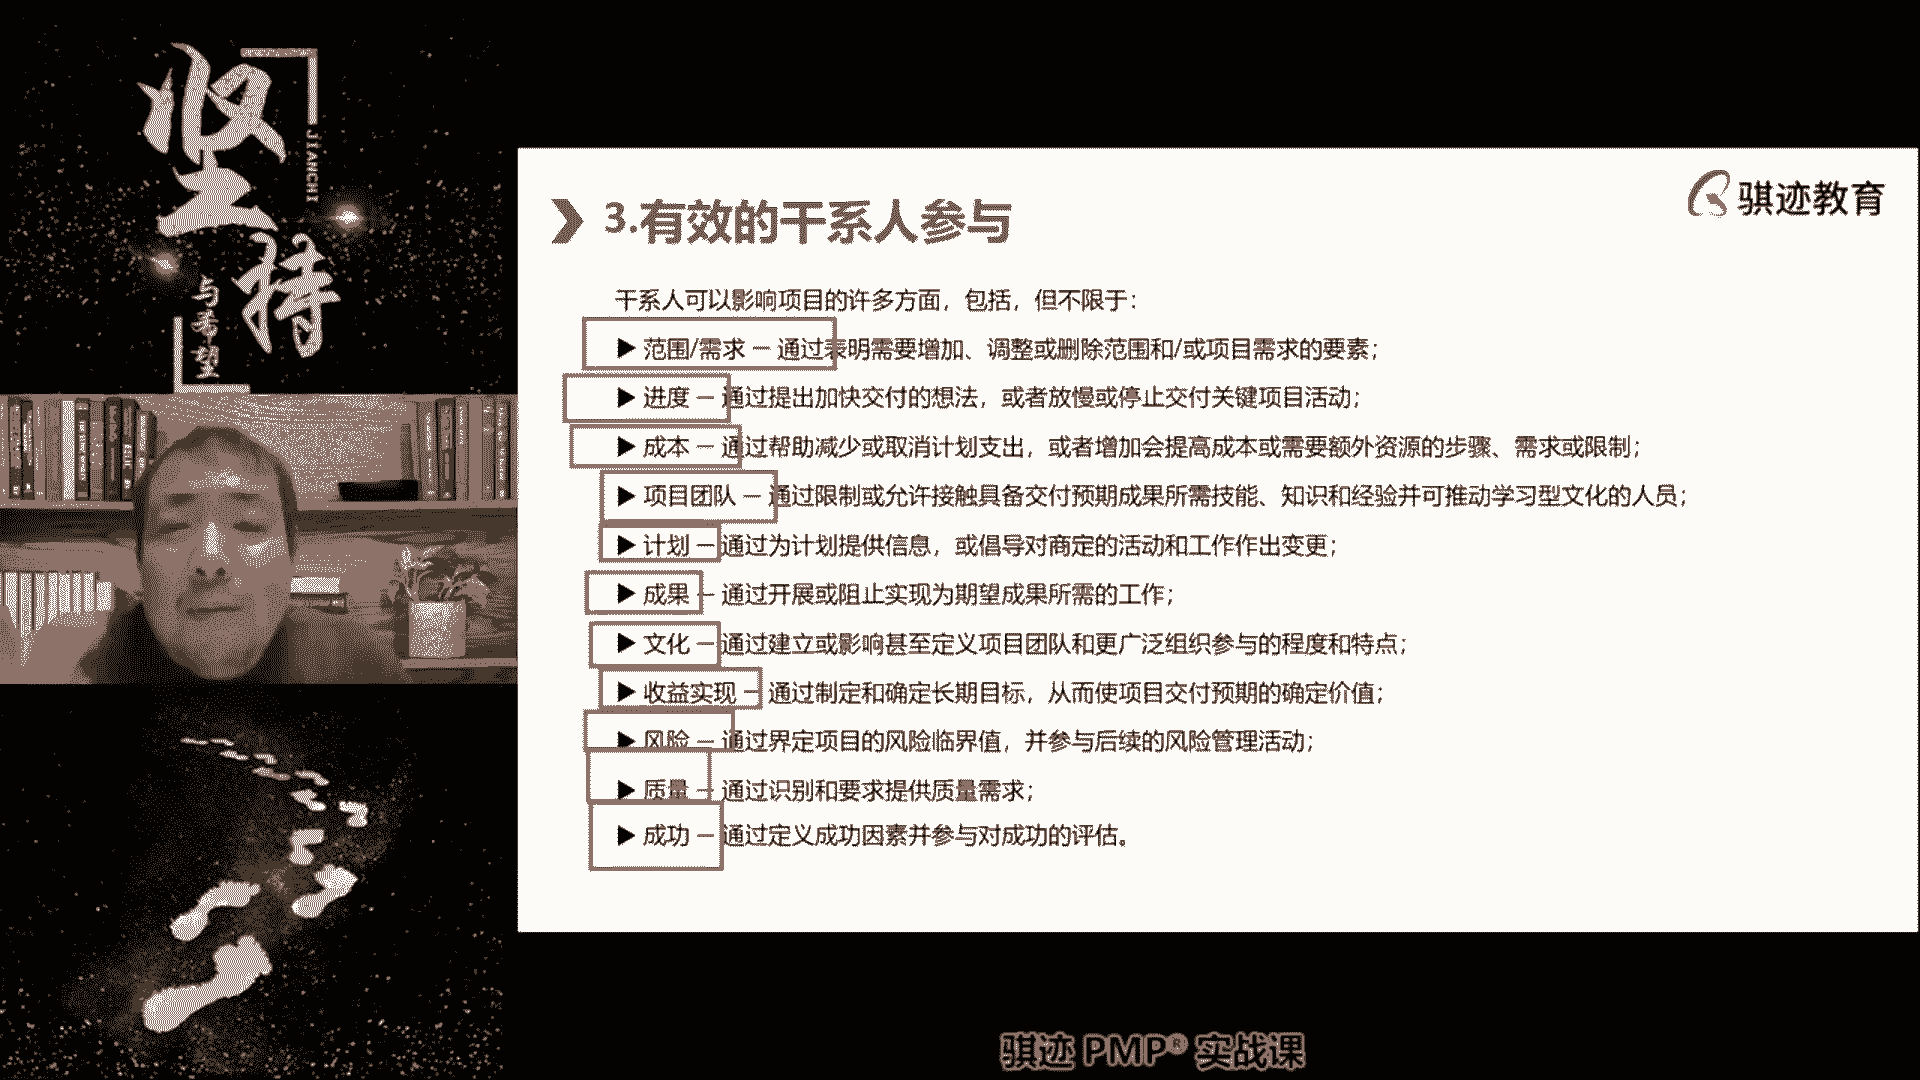 坚持
JIANCHI
与希望
骐迹教育
3.有效的干系人参与
干系人可以影响项目的许多方面，包括，但不限于：
▶ 范围/需求 — 通过表明需要增加、调整或删除范围和/或项目需求的要素；
▶ 进度 — 通过提出加快交付的想法，或者放慢或停止交付关键项目活动；
▶ 成本 — 通过帮助减少或取消计划支出，或者增加会提高成本或需要额外资源的步骤、需求或限制；
▶ 项目团队 — 通过限制或允许接触具备交付预期成果所需技能、知识和经验并可推动学习型文化的人员；
▶ 计划 — 通过为计划提供信息，或倡导对商定的活动和工作作出变更；
▶ 成果 — 通过开展或阻止实现为期望成果所需的工作；
▶ 文化 — 通过建立或影响甚至定义项目团队和更广泛组织参与的程度和特点；
▶ 收益实现 — 通过制定和确定长期目标，从而使项目交付预期的确定价值；
▶ 风险 — 通过界定项目的风险临界值，并参与后续的风险管理活动；
▶ 质量 — 通过识别和要求提供质量需求；
▶ 成功 — 通过定义成功因素并参与对成功的评估。
骐迹 PMP® 实战课